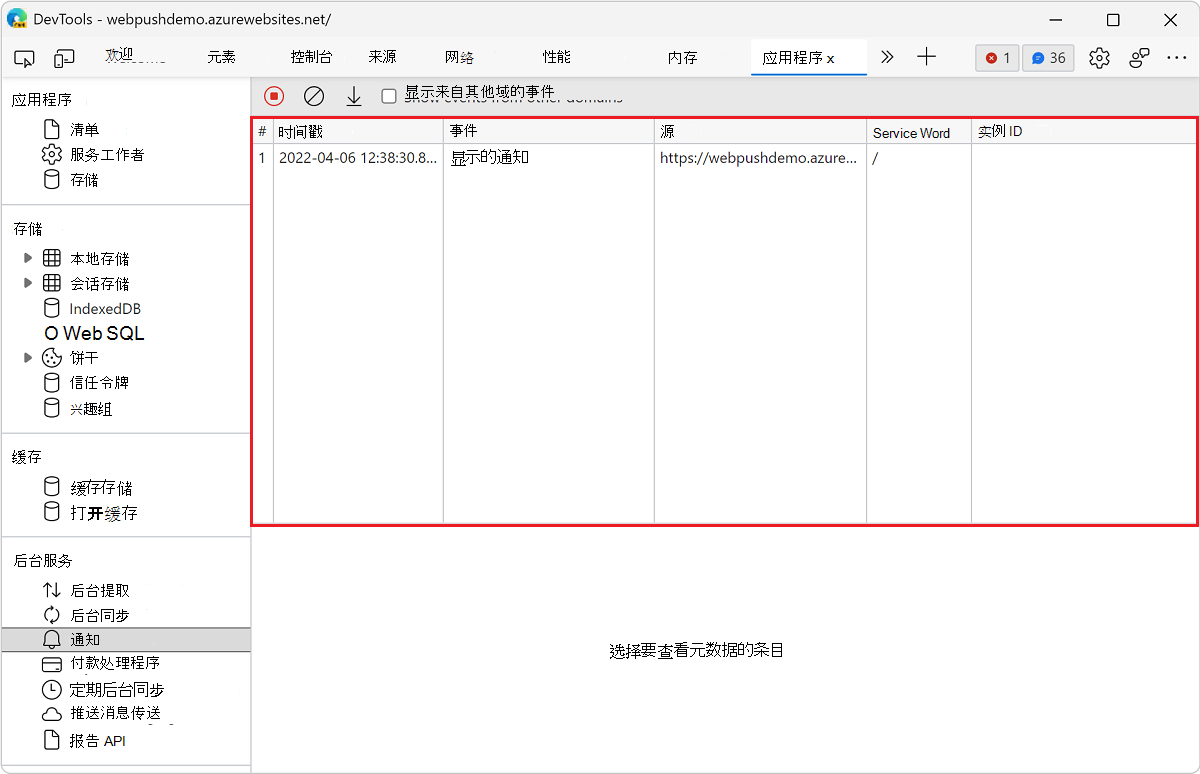 DevTools - webpushdemo.azurewebsites.net/
欢迎 元素 控制台 来源 网络 性能 内存 应用程序 x 1 36
应用程序
清单
服务工作者
存储
存储
本地存储
会话存储
IndexedDB
O Web SQL
饼干
信任令牌
兴趣组
缓存
缓存存储
打开缓存
后台服务
后台提取
后台同步
通知
付款处理程序
定期后台同步
推送消息传送
报告 API
显示来自其他域的事件
# 时间戳 事件 源 Service Word 实例 ID
1 2022-04-06 12:38:30.8... 显示的通知 https://webpushdemo.azure... /
选择要查看元数据的条目